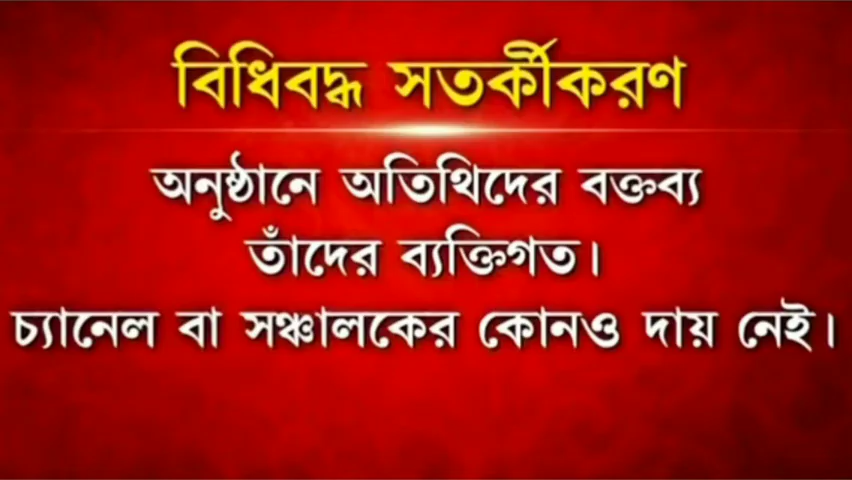 বিধিবদ্ধ সতর্কীকরণ
অনুষ্ঠানে অতিথিদের বক্তব্য
তাঁদের ব্যক্তিগত।
চ্যানেল বা সঞ্চালকের কোনও দায় নেই।